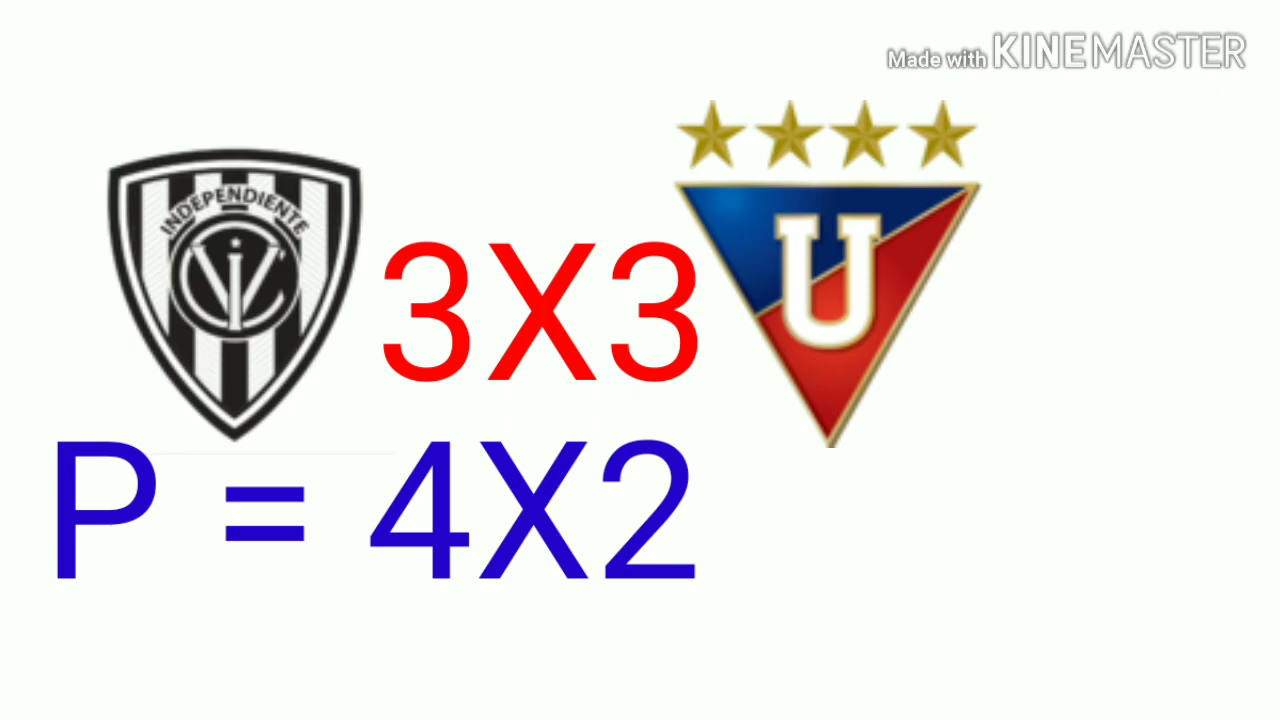 Made with KINEMASTER
INDEPENDIENTE
3X3
U
P = 4X2